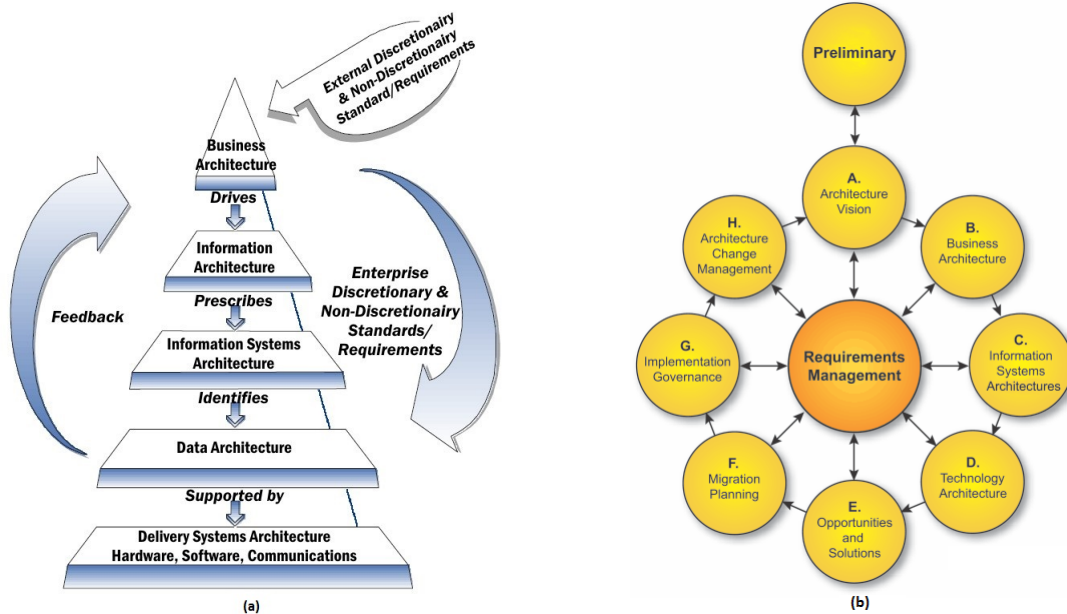 External Discretionairy
& Non-Discretionairy
Standard/Requirements
Business
Architecture
Drives
Information
Architecture
Prescribes
Information Systems
Architecture
Identifies
Data Architecture
Supported by
Delivery Systems Architecture
Hardware, Software, Communications
Feedback
Enterprise
Discretionary &
Non-Discretionairy
Standards/
Requirements
(a)
Preliminary
A.
Architecture
Vision
B.
Business
Architecture
C.
Information
Systems
Architectures
D.
Technology
Architecture
E.
Opportunities
and
Solutions
F.
Migration
Planning
G.
Implementation
Governance
H.
Architecture
Change
Management
Requirements
Management
(b)